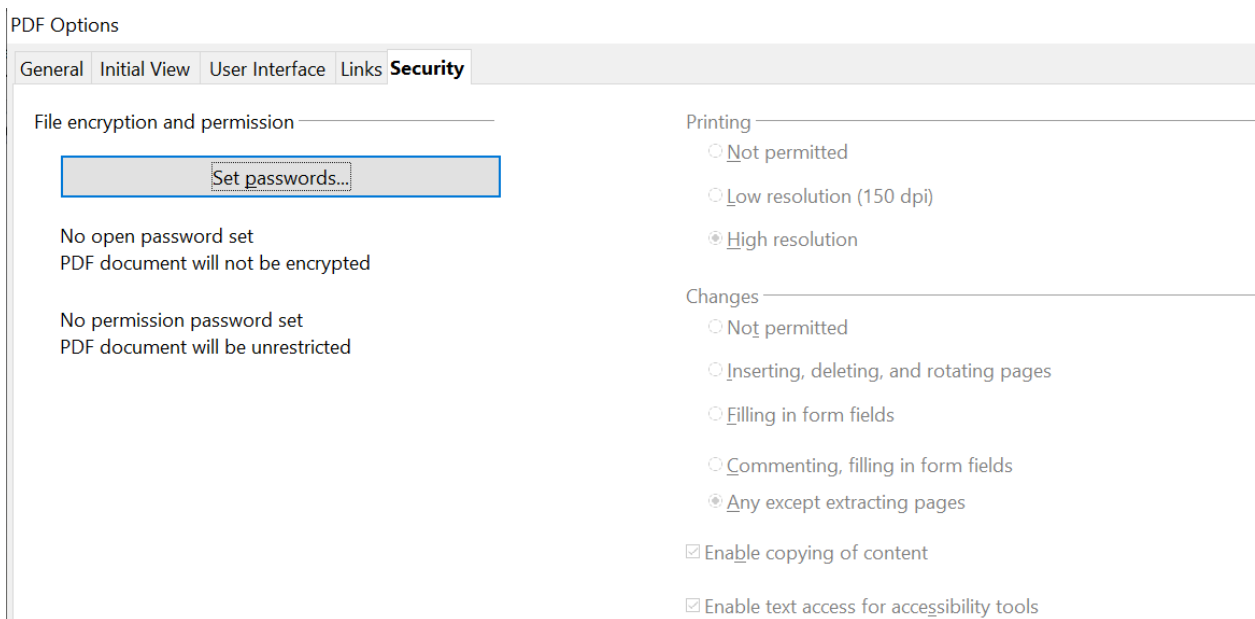 PDF Options
General Initial View User Interface Links Security
File encryption and permission
Set passwords...
No open password set
PDF document will not be encrypted
No permission password set
PDF document will be unrestricted
Printing
Not permitted
Low resolution (150 dpi)
High resolution
Changes
Not permitted
Inserting, deleting, and rotating pages
Filling in form fields
Commenting, filling in form fields
Any except extracting pages
Enable copying of content
Enable text access for accessibility tools